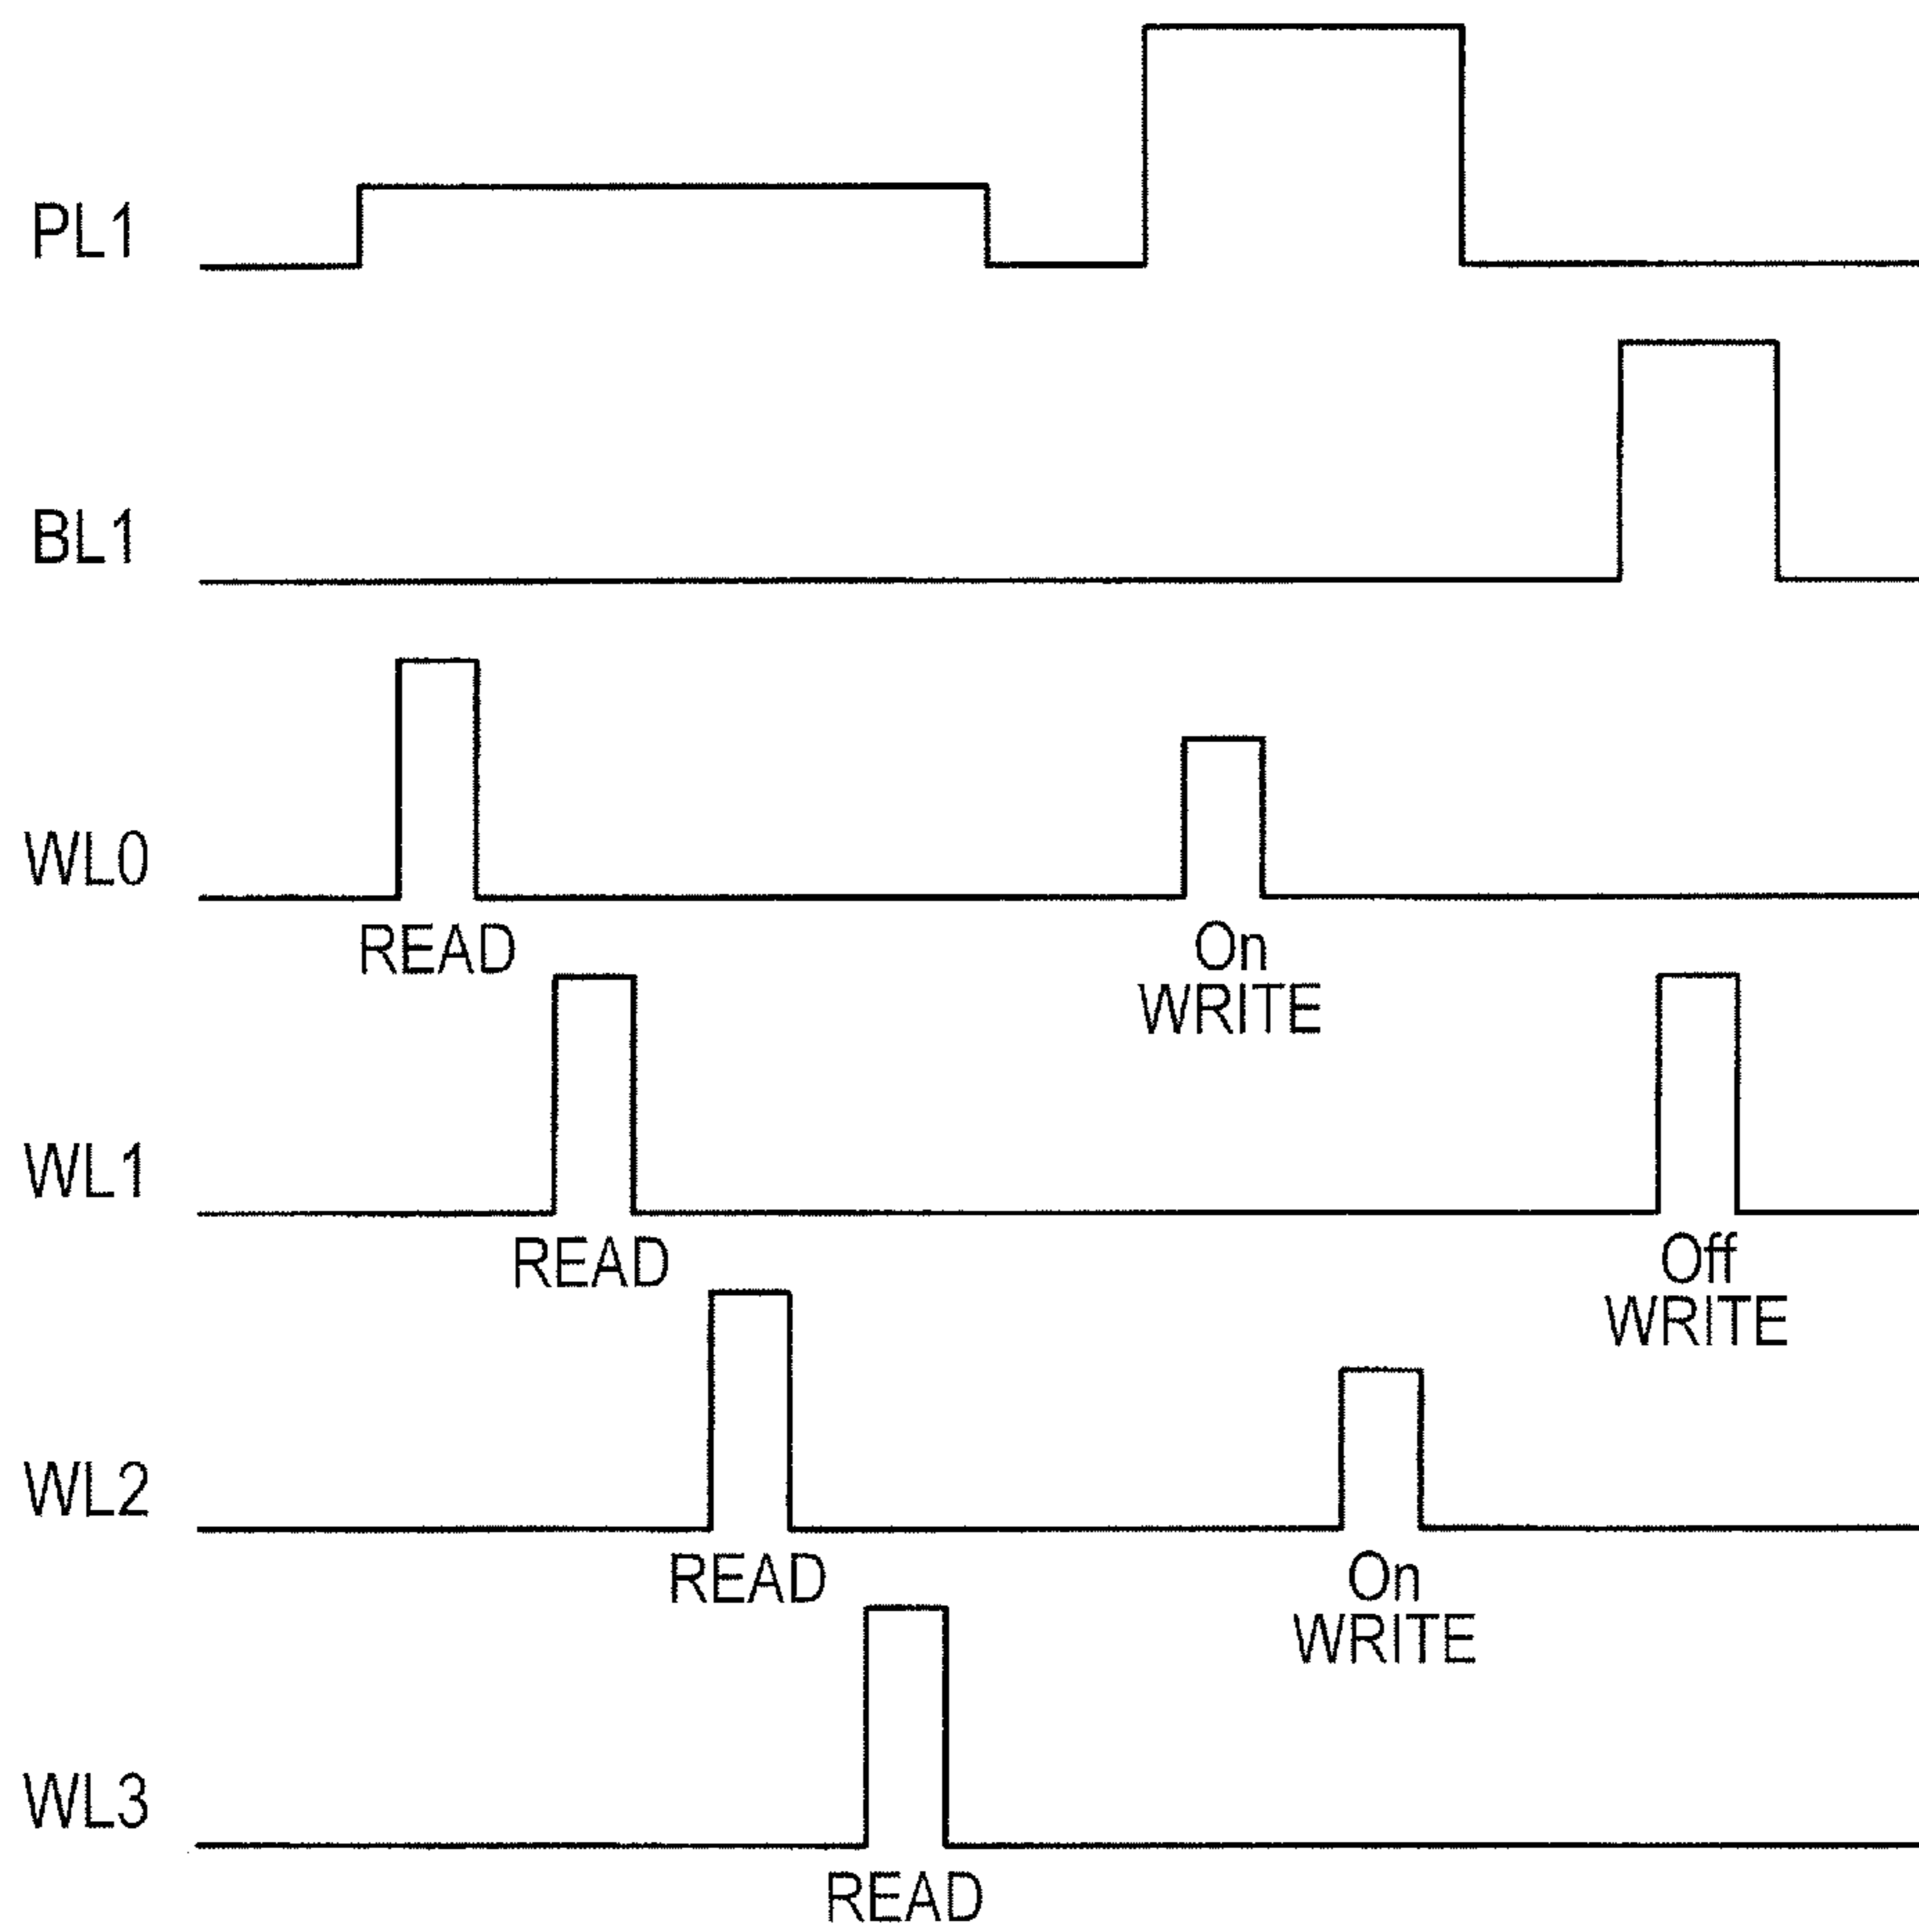 PL1
BL1
WL0
READ
On
WRITE
WL1
READ
Off
WRITE
WL2
READ
On
WRITE
WL3
READ